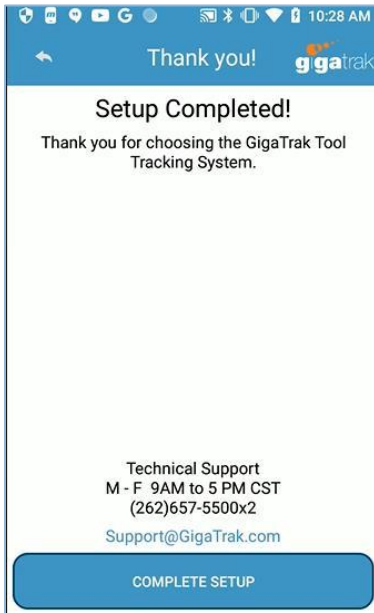 10:28 AM
Thank you!
gigatrak
Setup Completed!
Thank you for choosing the GigaTrak Tool
Tracking System.
Technical Support
M - F 9AM to 5 PM CST
(262)657-5500x2
Support@GigaTrak.com
COMPLETE SETUP